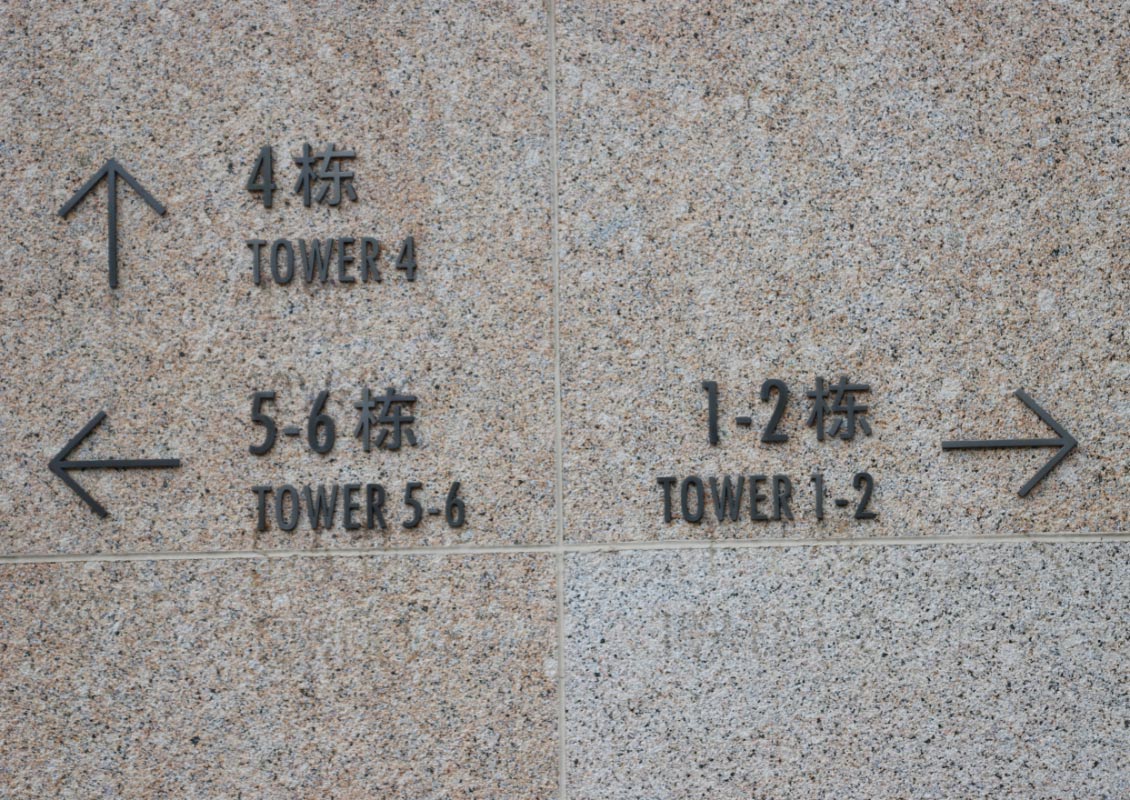 4 栋
TOWER 4
5-6 栋
TOWER 5-6
1-2 栋
TOWER 1-2